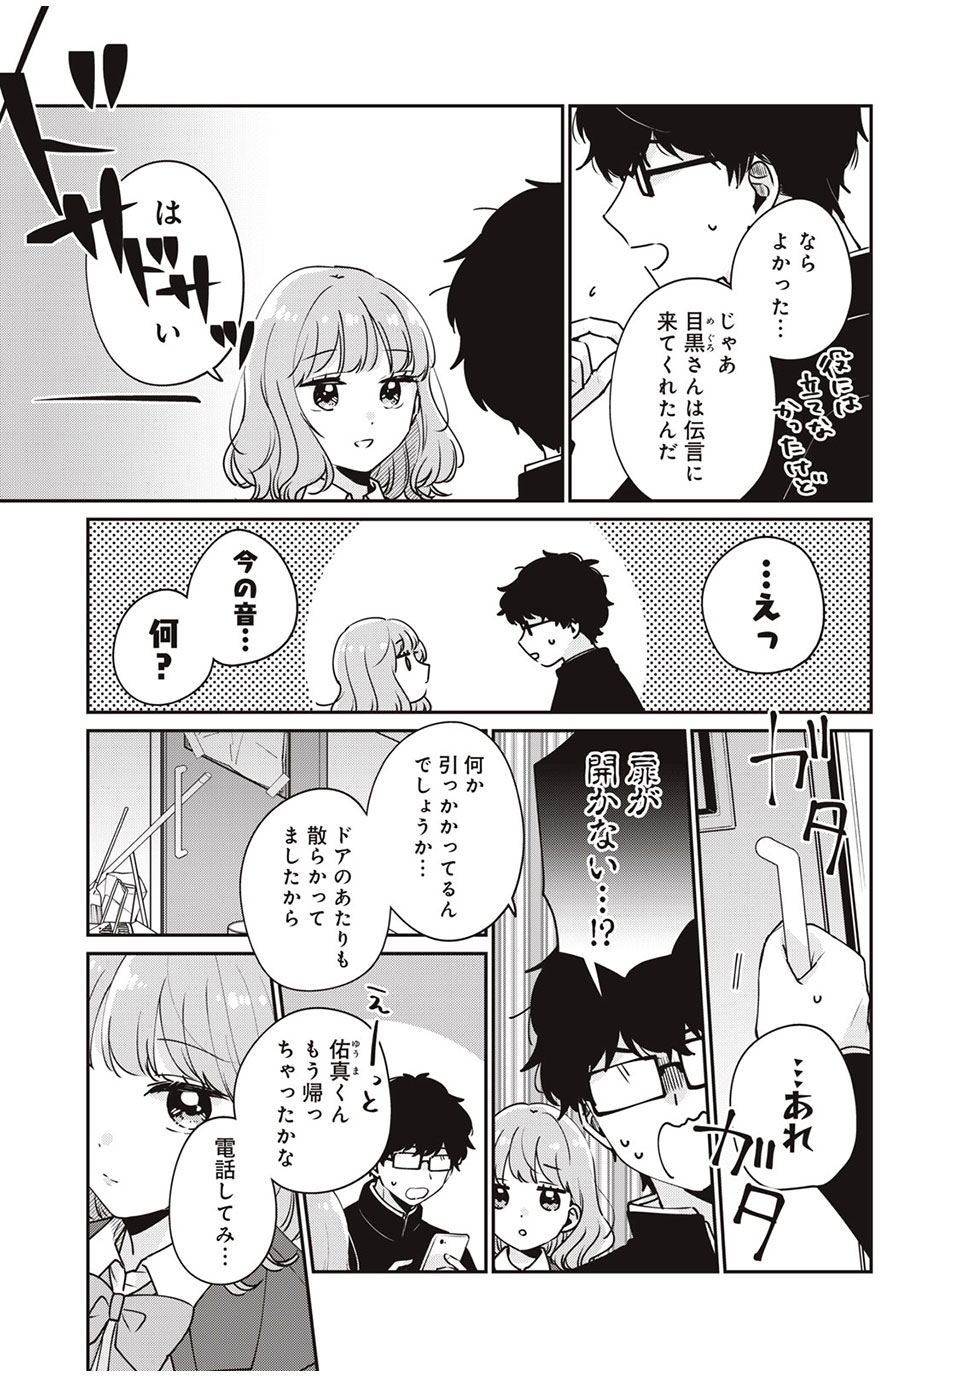 なら
よかった…
役には
立てな
かったけど
じゃあ
目黒さんは伝言に
めぐろ
来てくれたんだ
はい
ドサ
ドサッ
…えっ
今の音…
何？
ガタ
…あれ
ガタ
扉が
開かない…!?
何か
引っかかってるん
でしょうか…
ドアのあたりも
散らかって
ましたから
えーっと
佑真くん
ゆうま
もう帰っ
ちゃったかな
電話してみ…